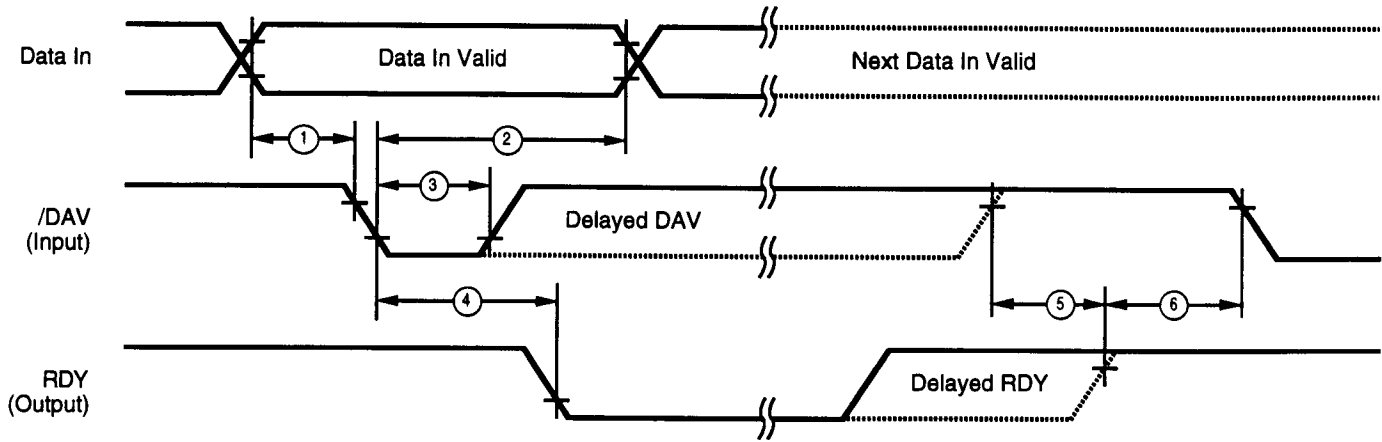 Data In
Data In Valid
Next Data In Valid
1
2
3
/DAV
(Input)
Delayed DAV
4
5
6
RDY
(Output)
Delayed RDY